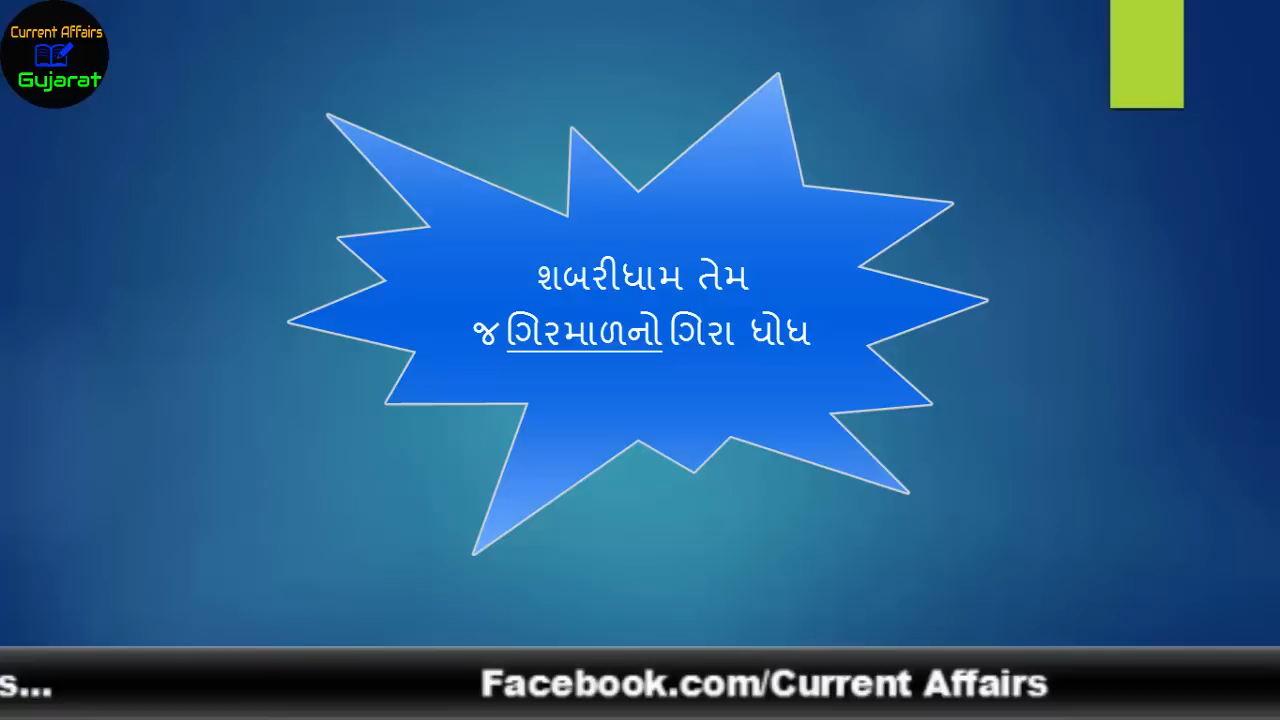 Current Affairs
Gujarat
શબરીધામ તેમ
જ ગિરમાળનો ગિરા ધોધ
s... Facebook.com/Current Affairs